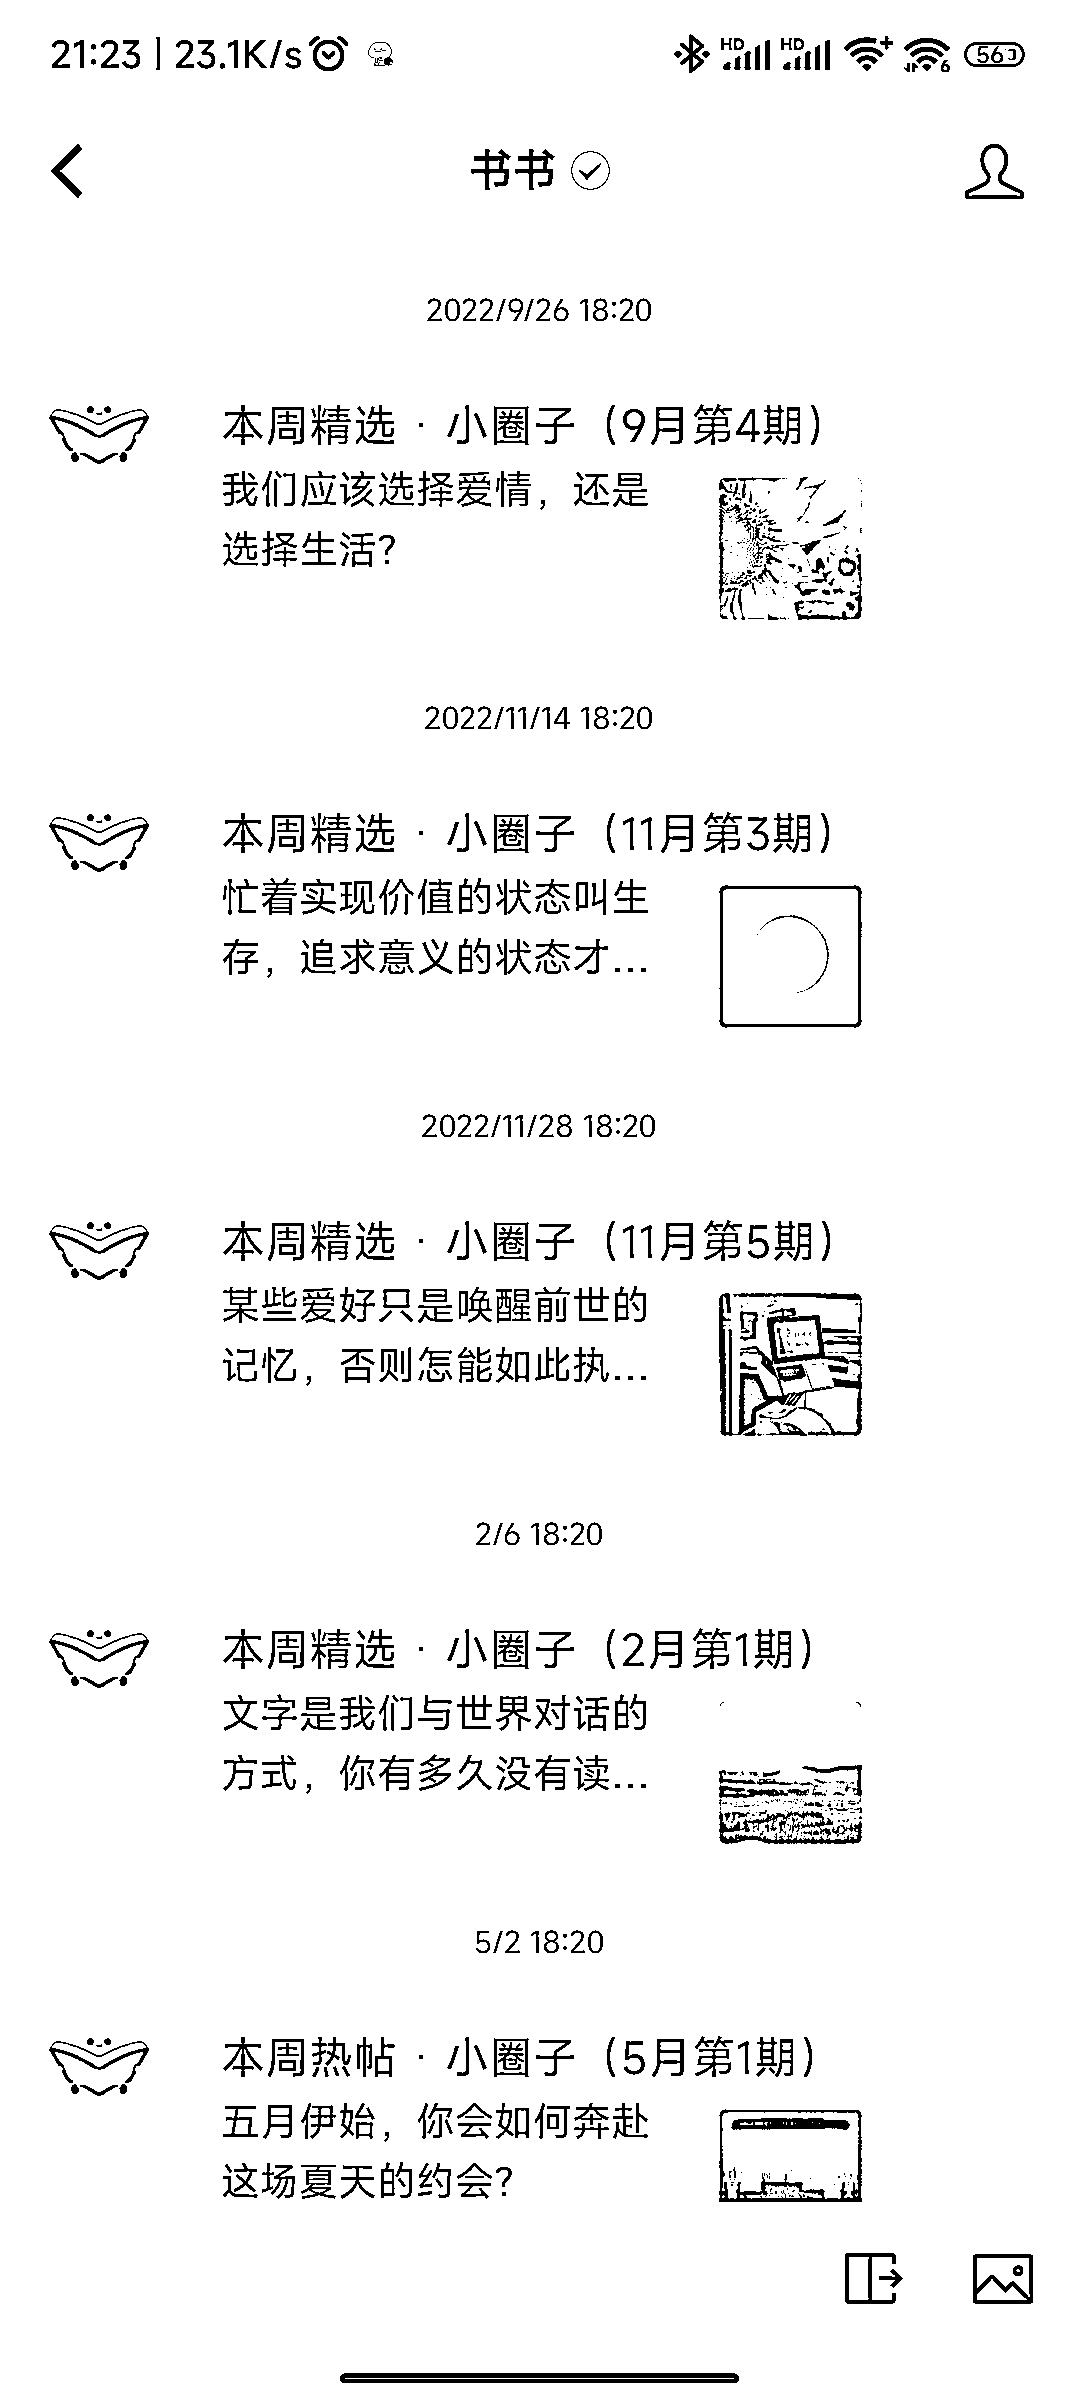 21:23 | 23.1K/s
HD HD 6 56
书书
2022/9/26 18:20
本周精选 · 小圈子（9月第4期）
我们应该选择爱情，还是
选择生活？
2022/11/14 18:20
本周精选 · 小圈子（11月第3期）
忙着实现价值的状态叫生
存，追求意义的状态才...
2022/11/28 18:20
本周精选 · 小圈子（11月第5期）
某些爱好只是唤醒前世的
记忆，否则怎能如此执...
2/6 18:20
本周精选 · 小圈子（2月第1期）
文字是我们与世界对话的
方式，你有多久没有读...
5/2 18:20
本周热帖 · 小圈子（5月第1期）
五月伊始，你会如何奔赴
这场夏天的约会？